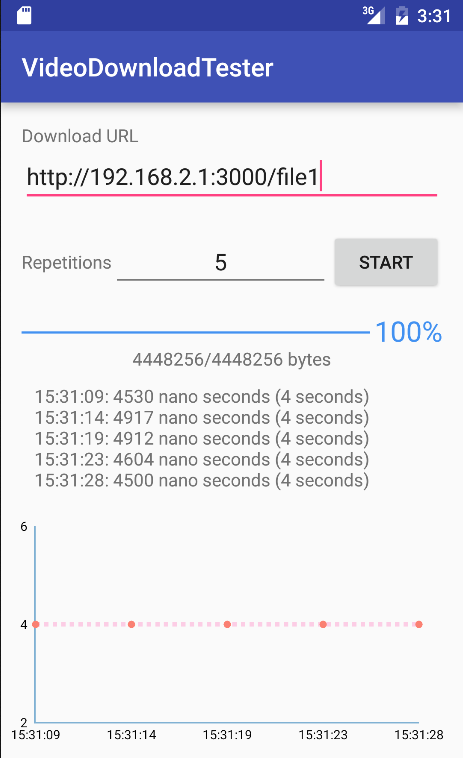 3G 3:31
VideoDownloadTester
Download URL
http://192.168.2.1:3000/file1
Repetitions 5 START
100%
4448256/4448256 bytes
15:31:09: 4530 nano seconds (4 seconds)
15:31:14: 4917 nano seconds (4 seconds)
15:31:19: 4912 nano seconds (4 seconds)
15:31:23: 4604 nano seconds (4 seconds)
15:31:28: 4500 nano seconds (4 seconds)
6
4
2
15:31:09 15:31:14 15:31:19 15:31:23 15:31:28